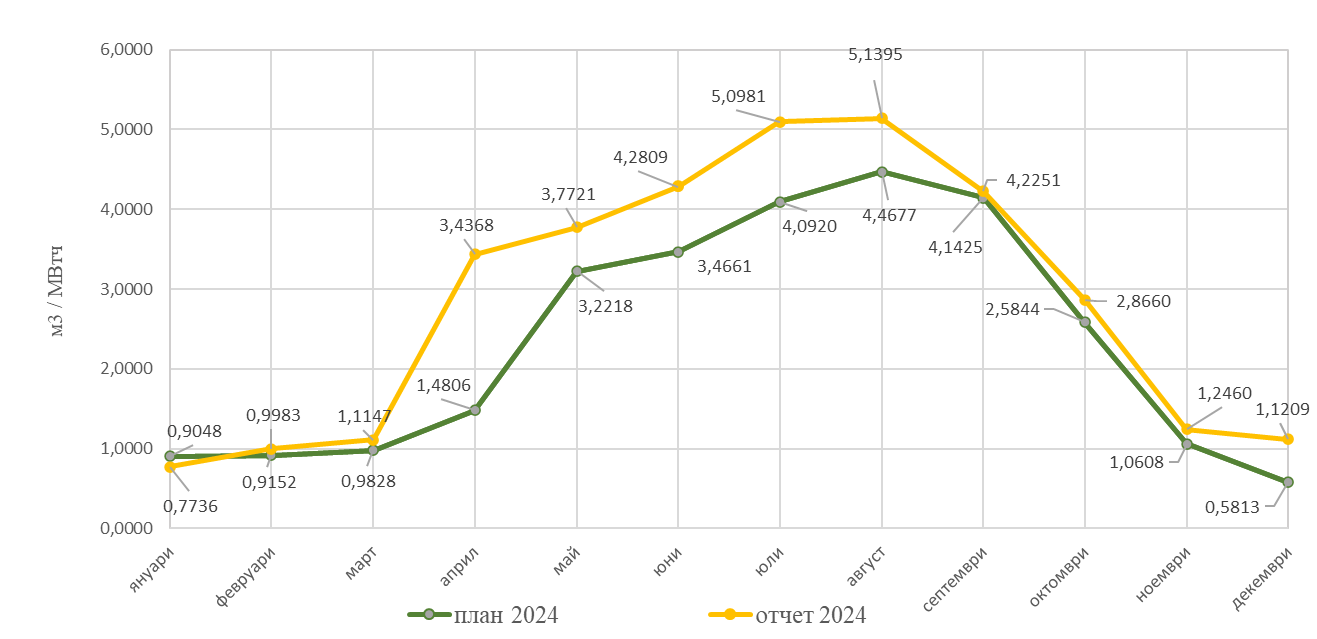 6,0000
5,0000
4,0000
3,0000
2,0000
1,0000
0,0000
м3 / МВтч
0,9048
0,7736
0,9983
0,9152
1,1147
0,9828
3,4368
1,4806
3,7721
3,2218
4,2809
3,4661
5,0981
4,0920
5,1395
4,4677
4,2251
4,1425
2,8660
2,5844
1,2460
1,0608
1,1209
0,5813
януари
февруари
март
април
май
юни
юли
август
септември
октомври
ноември
декември
план 2024
отчет 2024